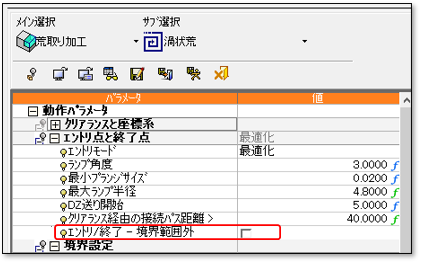 ﾒｲﾝ選択 ｻﾌﾞ選択
荒取り加工 渦状荒
ﾊﾟﾗﾒｰﾀ 値
動作ﾊﾟﾗﾒｰﾀ
ｸﾘｱﾗﾝｽと座標系
ｴﾝﾄﾘ点と終了点 最適化
ｴﾝﾄﾘﾓｰﾄﾞ 最適化
ﾗﾝﾌﾟ角度 3.0000 f
最小ﾌﾟﾗﾝｼﾞｻｲｽﾞ 0.0200 f
最大ﾗﾝﾌﾟ半径 4.8000 f
DZ送り開始 5.0000 f
ｸﾘｱﾗﾝｽ経由の接続ﾊﾟｽ距離 > 40.0000 f
ｴﾝﾄﾘ/終了 - 境界範囲外
境界設定